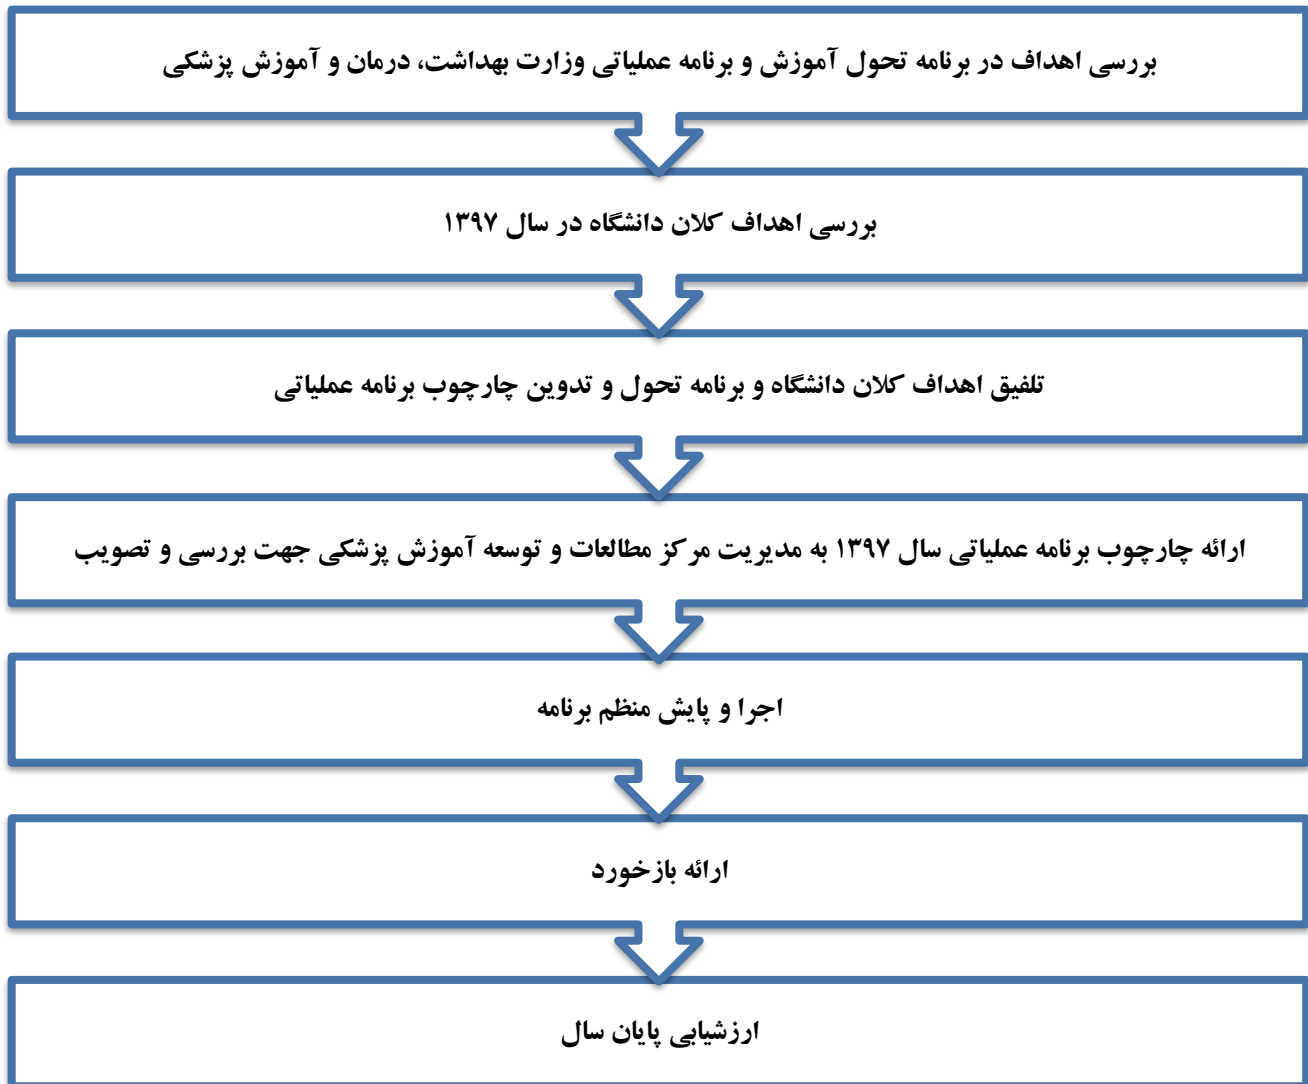 بررسی اهداف در برنامه تحول آموزش و برنامه عملیاتی وزارت بهداشت، درمان و آموزش پزشکی
بررسی اهداف کلان دانشگاه در سال ۱۳۹۷
تلفیق اهداف کلان دانشگاه و برنامه تحول و تدوین چارچوب برنامه عملیاتی
ارائه چارچوب برنامه عملیاتی سال ۱۳۹۷ به مدیریت مرکز مطالعات و توسعه آموزش پزشکی جهت بررسی و تصویب
اجرا و پایش منظم برنامه
ارائه بازخورد
ارزشیابی پایان سال